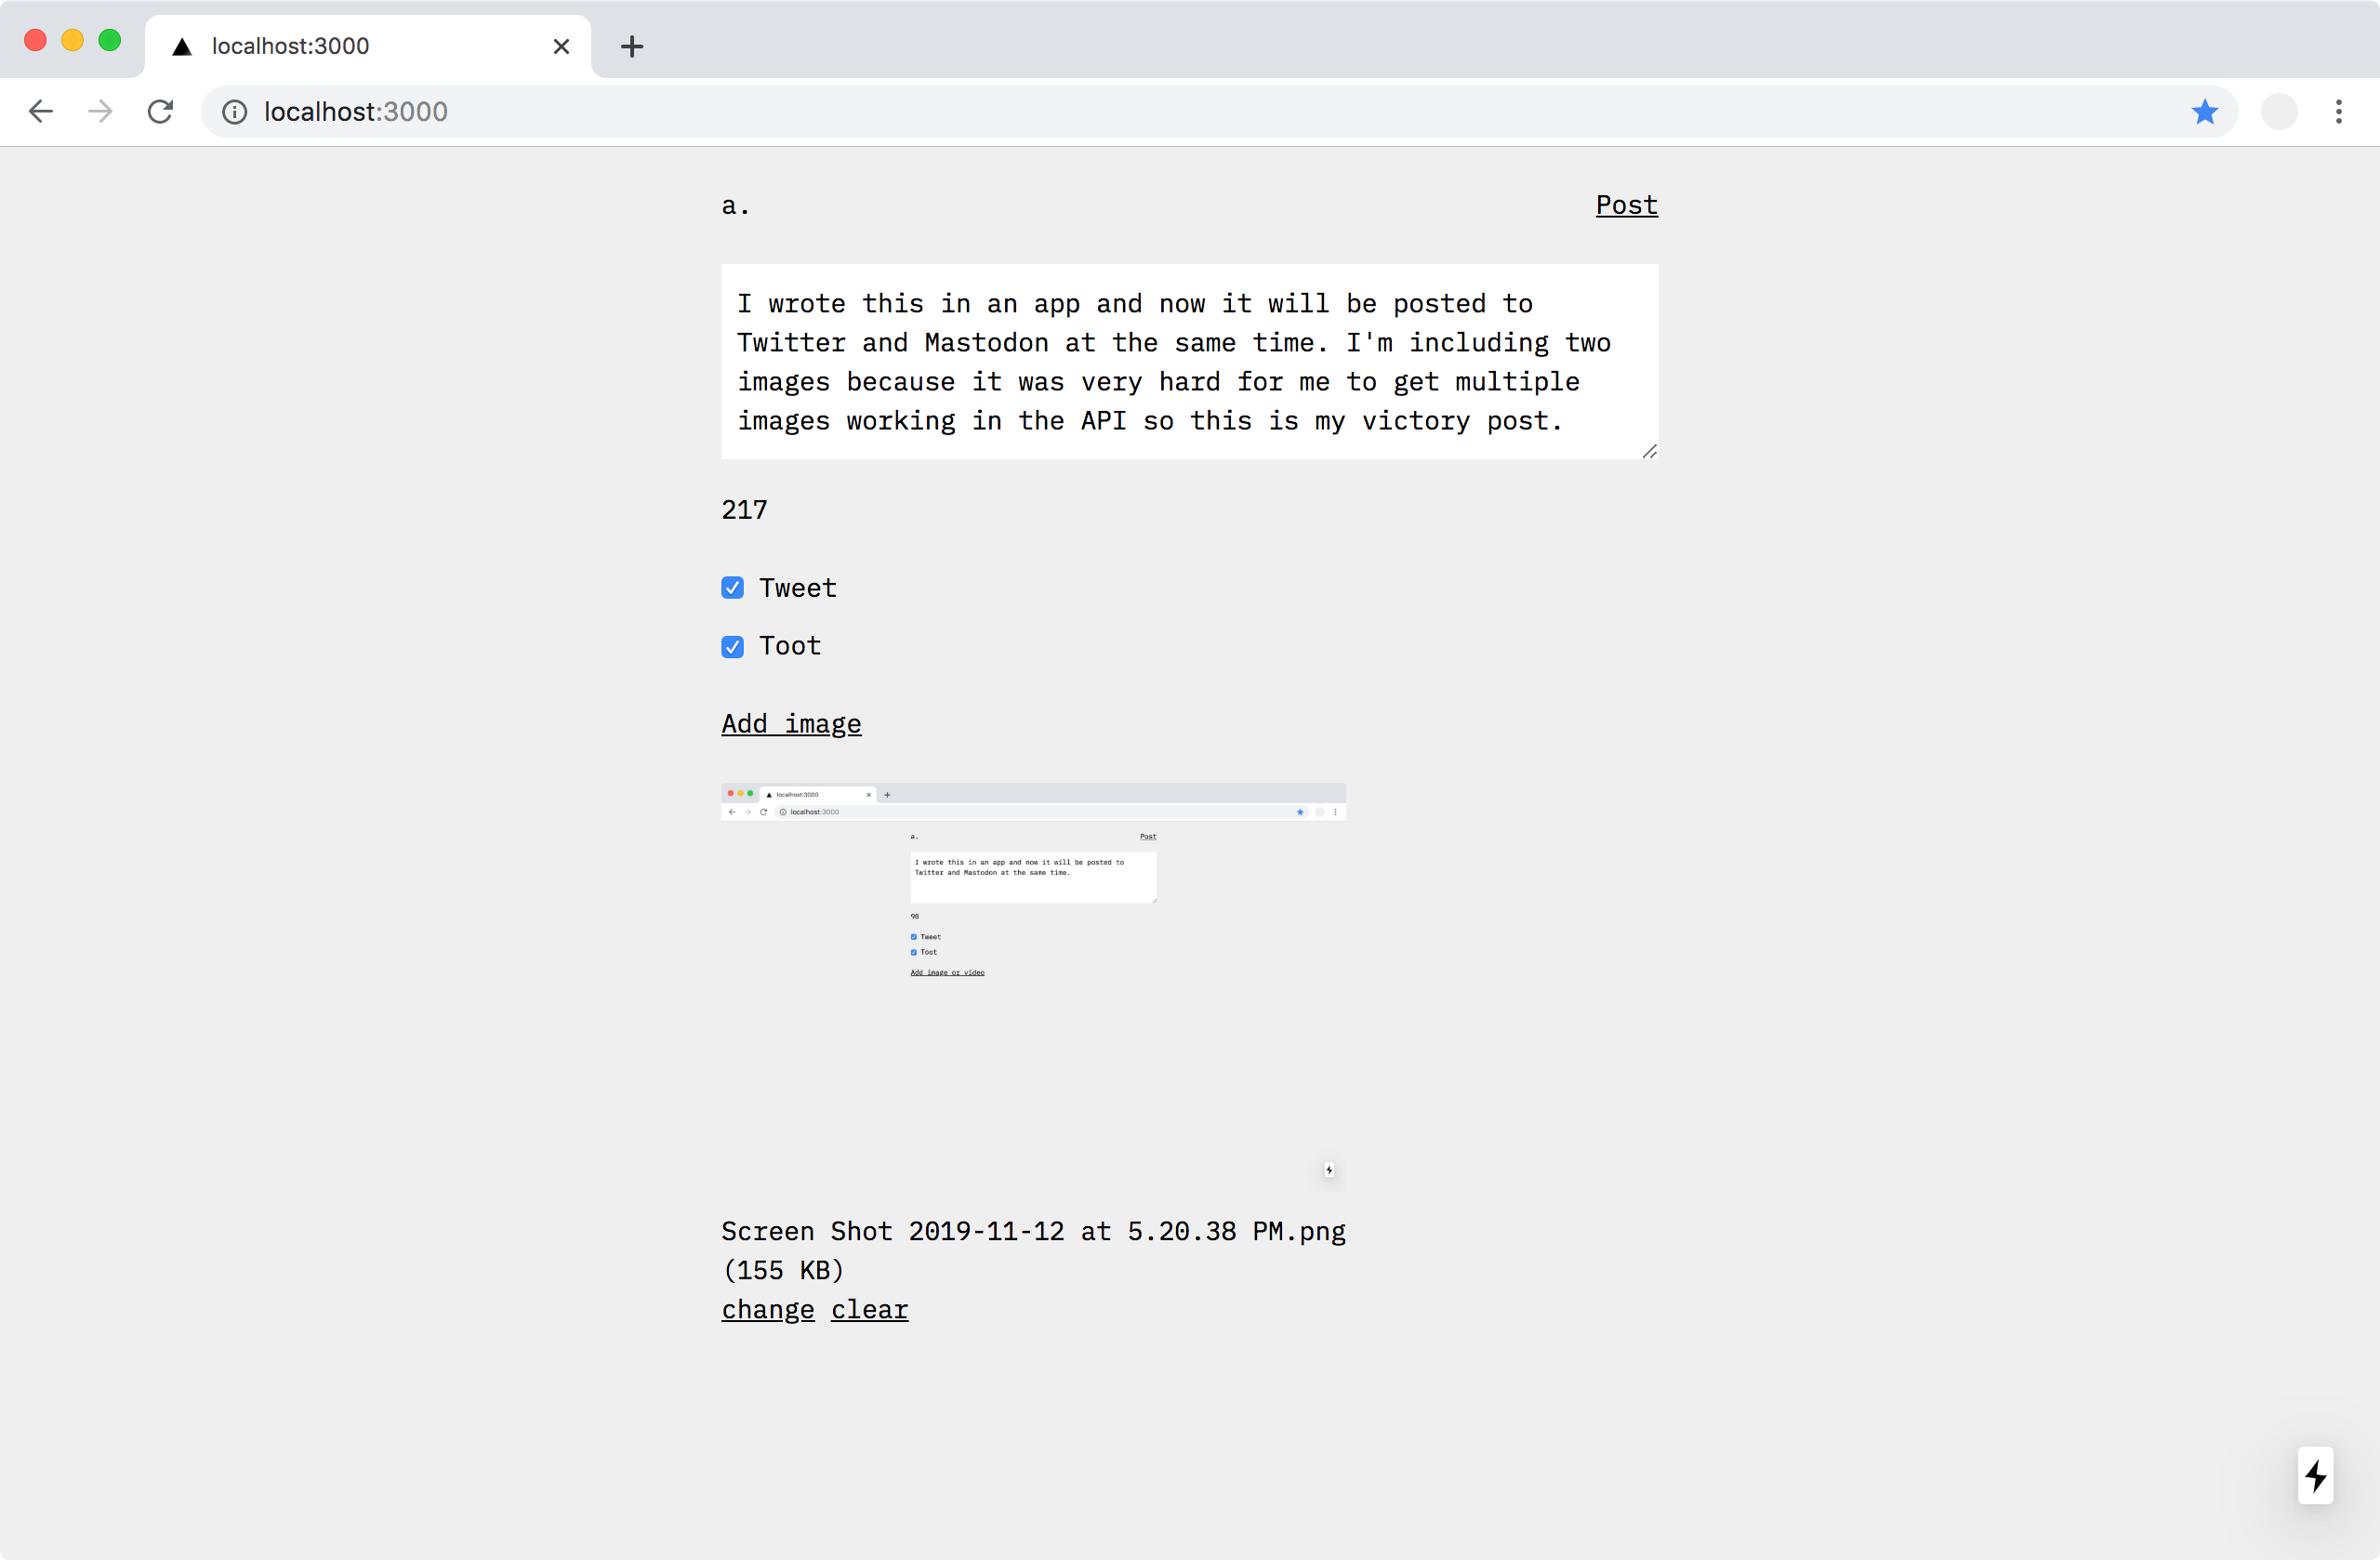 localhost:3000
localhost:3000
a.
Post
I wrote this in an app and now it will be posted to
Twitter and Mastodon at the same time. I'm including two
images because it was very hard for me to get multiple
images working in the API so this is my victory post.
217
Tweet
Toot
Add image
localhost:3000
localhost:3000
a.
Post
I wrote this in an app and now it will be posted to
Twitter and Mastodon at the same time.
90
Tweet
Toot
Add image or video
Screen Shot 2019-11-12 at 5.20.38 PM.png
(155 KB)
change clear